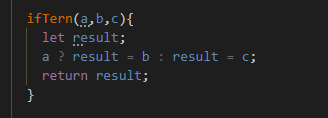 ifTern(a,b,c){
let result;
a ? result = b : result = c;
return result;
}